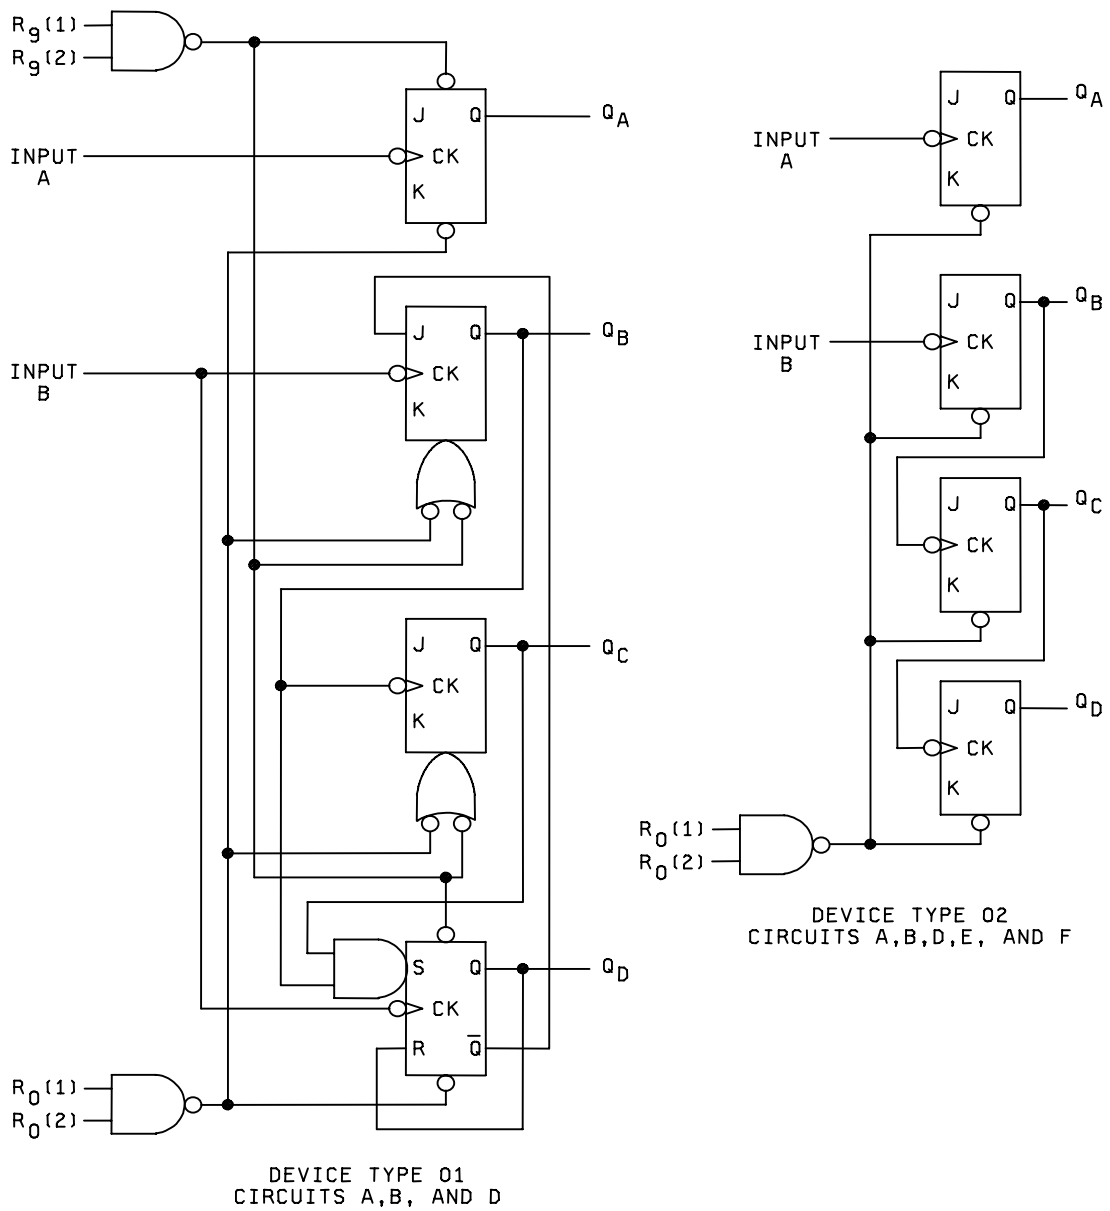 R9(1)
R9(2)
J Q QA
INPUT A
CK
K
J Q QB
INPUT B
CK
K
J Q QC
CK
K
S Q QD
CK
R Q̅
R0(1)
R0(2)
DEVICE TYPE 01
CIRCUITS A,B, AND D
J Q QA
INPUT A
CK
K
J Q QB
INPUT B
CK
K
J Q QC
CK
K
J Q QD
CK
K
R0(1)
R0(2)
DEVICE TYPE 02
CIRCUITS A,B,D,E, AND F